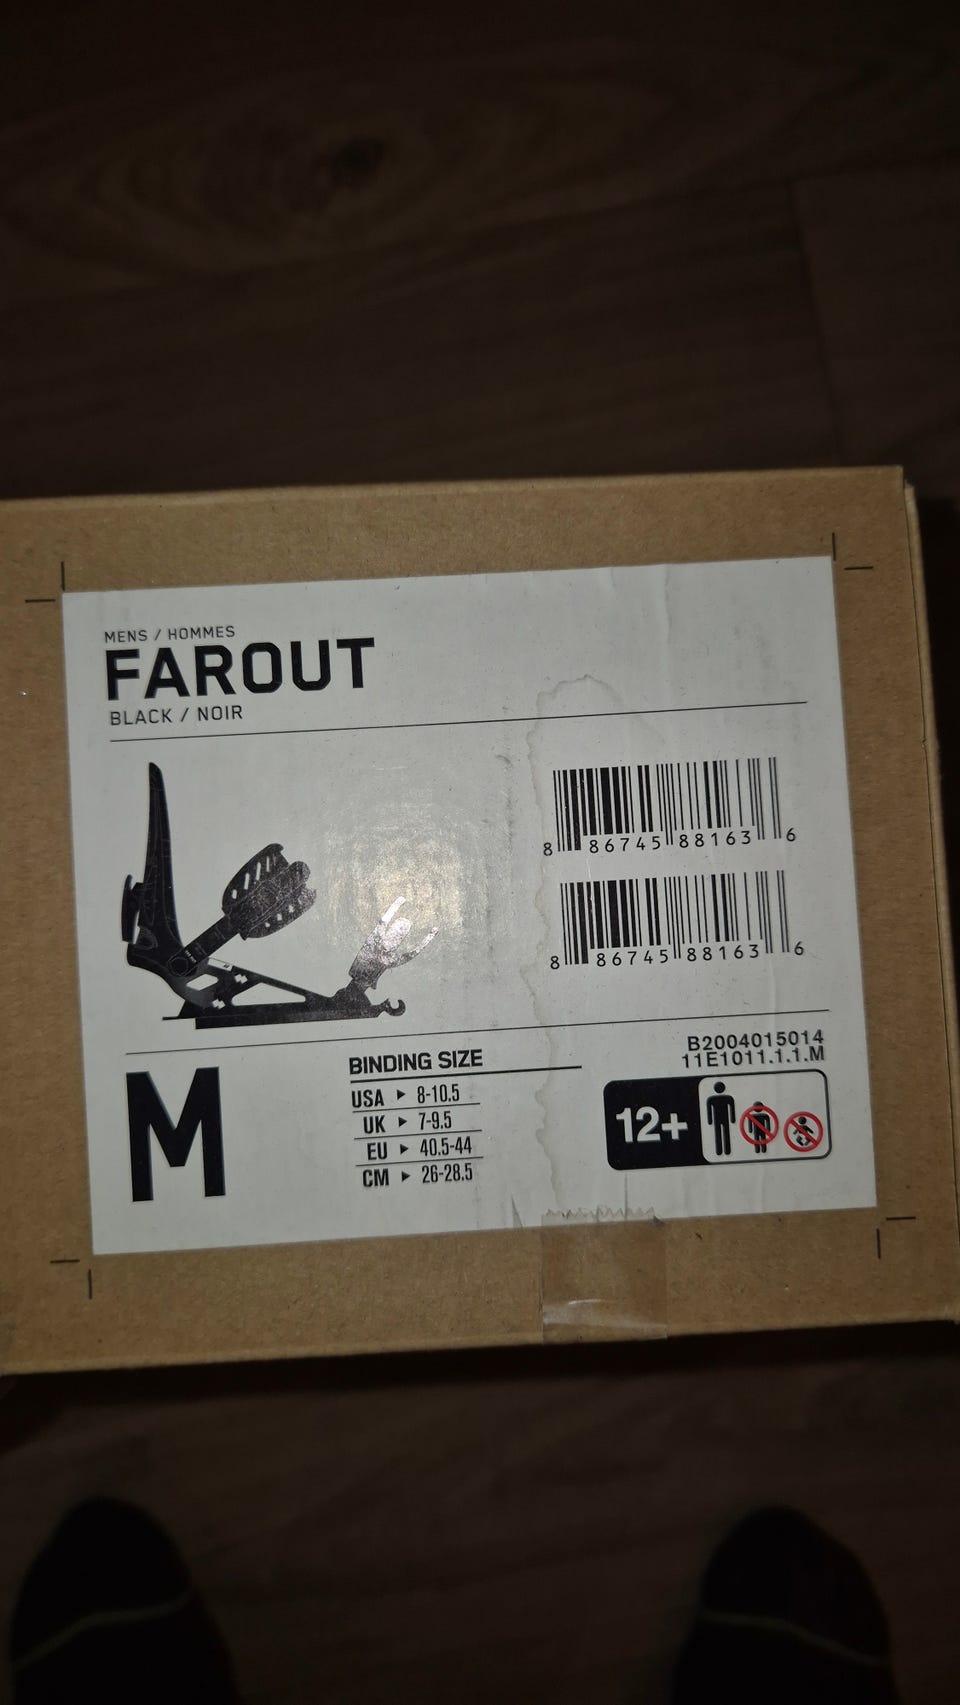 MENS / HOMMES
FAROUT
BLACK / NOIR
8 86745 88163 6
8 86745 88163 6
B2004015014
11E1011.1.1.M
M
BINDING SIZE
USA ► 8-10.5
UK ► 7-9.5
EU ► 40.5-44
CM ► 26-28.5
12+